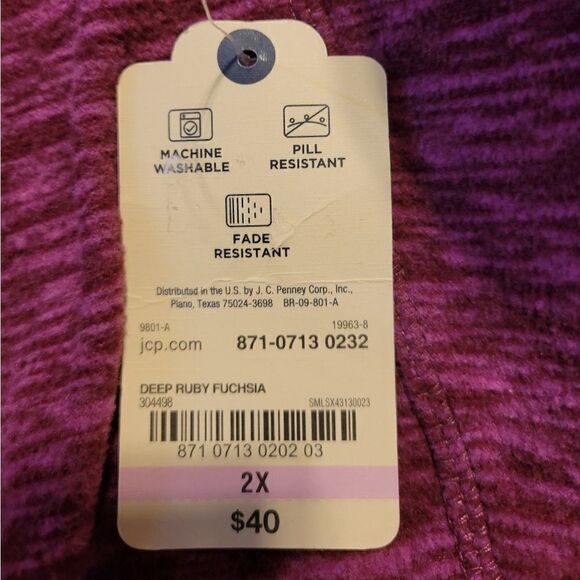 MACHINE
WASHABLE
PILL
RESISTANT
FADE
RESISTANT
Distributed in the U.S. by J. C. Penney Corp., Inc.,
Plano, Texas 75024-3698 BR-09-801-A
9801-A 19963-8
jcp.com 871-0713 0232
DEEP RUBY FUCHSIA
304498 SMLSX43130023
871 0713 0202 03
2X
$40